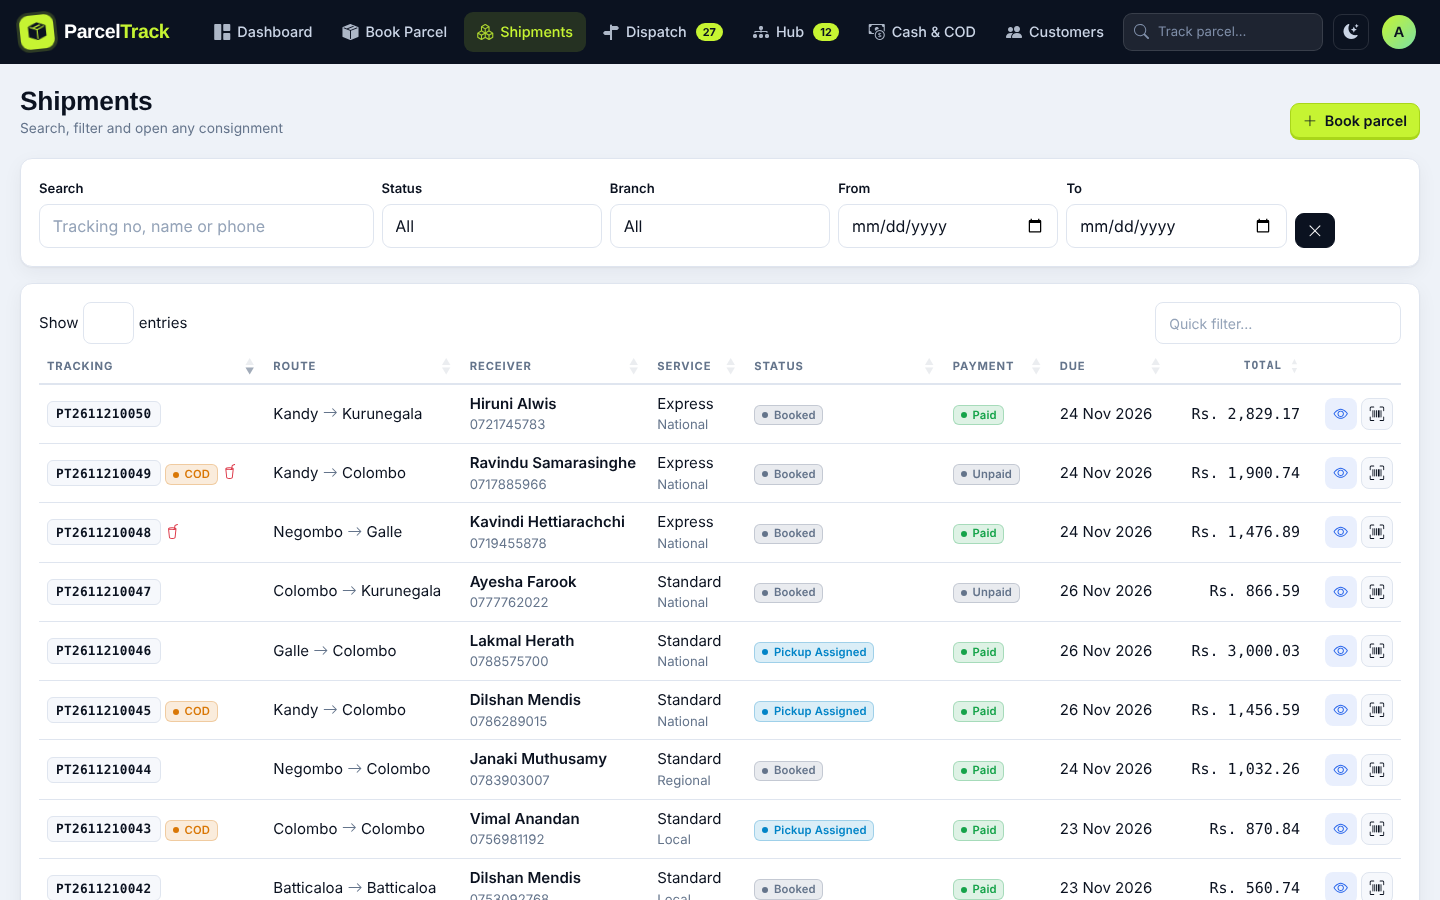 ParcelTrack
Dashboard
Book Parcel
Shipments
Dispatch 27
Hub 12
Cash & COD
Customers
Track parcel...
A
Shipments
Search, filter and open any consignment
Book parcel
Search Status Branch From To
Tracking no, name or phone All All mm/dd/yyyy mm/dd/yyyy
Show entries
Quick filter...
TRACKING ROUTE RECEIVER SERVICE STATUS PAYMENT DUE TOTAL
PT2611210050 Kandy → Kurunegala Hiruni Alwis Express Booked Paid 24 Nov 2026 Rs. 2,829.17
0721745783 National
PT2611210049 COD Kandy → Colombo Ravindu Samarasinghe Express Booked Unpaid 24 Nov 2026 Rs. 1,900.74
0717885966 National
PT2611210048 Negombo → Galle Kavindi Hettiarachchi Express Booked Paid 24 Nov 2026 Rs. 1,476.89
0719455878 National
PT2611210047 Colombo → Kurunegala Ayesha Farook Standard Booked Unpaid 26 Nov 2026 Rs. 866.59
0777762022 National
PT2611210046 Galle → Colombo Lakmal Herath Standard Pickup Assigned Paid 26 Nov 2026 Rs. 3,000.03
0788575700 National
PT2611210045 COD Kandy → Colombo Dilshan Mendis Standard Pickup Assigned Paid 26 Nov 2026 Rs. 1,456.59
0786289015 National
PT2611210044 Negombo → Colombo Janaki Muthusamy Standard Booked Paid 24 Nov 2026 Rs. 1,032.26
0783903007 Regional
PT2611210043 COD Colombo → Colombo Vimal Anandan Standard Pickup Assigned Paid 23 Nov 2026 Rs. 870.84
0756981192 Local
PT2611210042 Batticaloa → Batticaloa Dilshan Mendis Standard Booked Paid 23 Nov 2026 Rs. 560.74
0753092768 Local